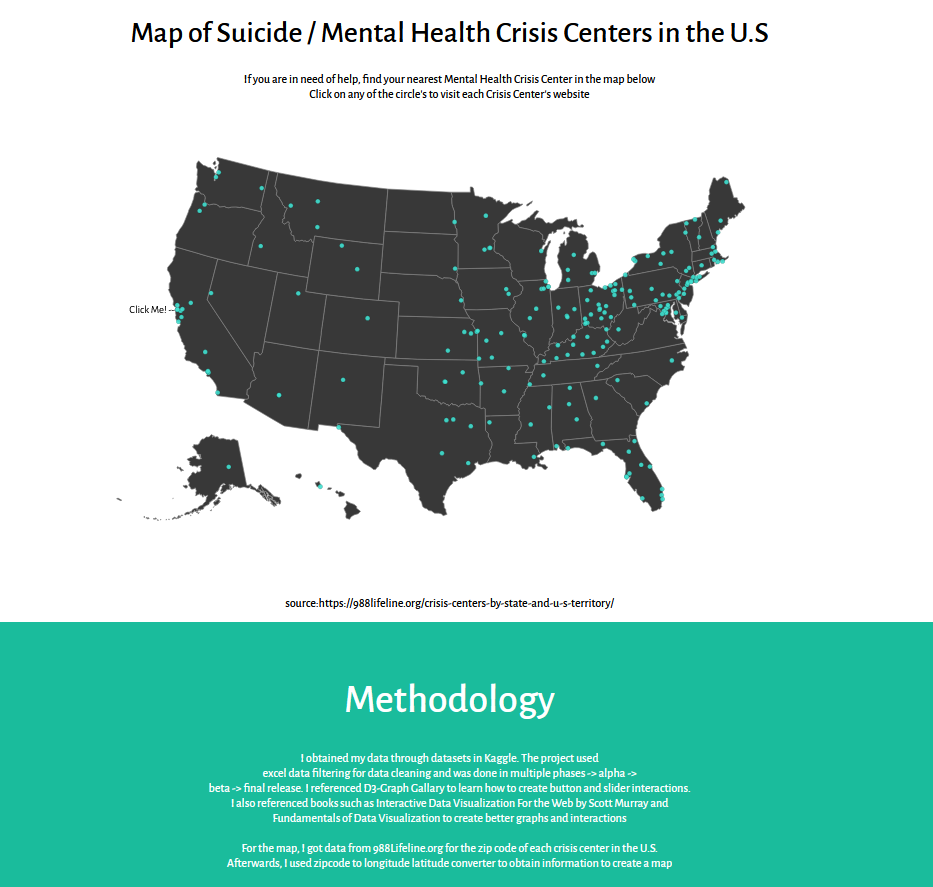 Map of Suicide / Mental Health Crisis Centers in the U.S
If you are in need of help, find your nearest Mental Health Crisis Center in the map below
Click on any of the circle's to visit each Crisis Center's website
Click Me! --
source:https://988lifeline.org/crisis-centers-by-state-and-u-s-territory/
Methodology
I obtained my data through datasets in Kaggle. The project used
excel data filtering for data cleaning and was done in multiple phases -> alpha ->
beta -> final release. I referenced D3-Graph Gallary to learn how to create button and slider interactions.
I also referenced books such as Interactive Data Visualization For the Web by Scott Murray and
Fundamentals of Data Visualization to create better graphs and interactions
For the map, I got data from 988Lifeline.org for the zip code of each crisis center in the U.S.
Afterwards, I used zipcode to longitude latitude converter to obtain information to create a map